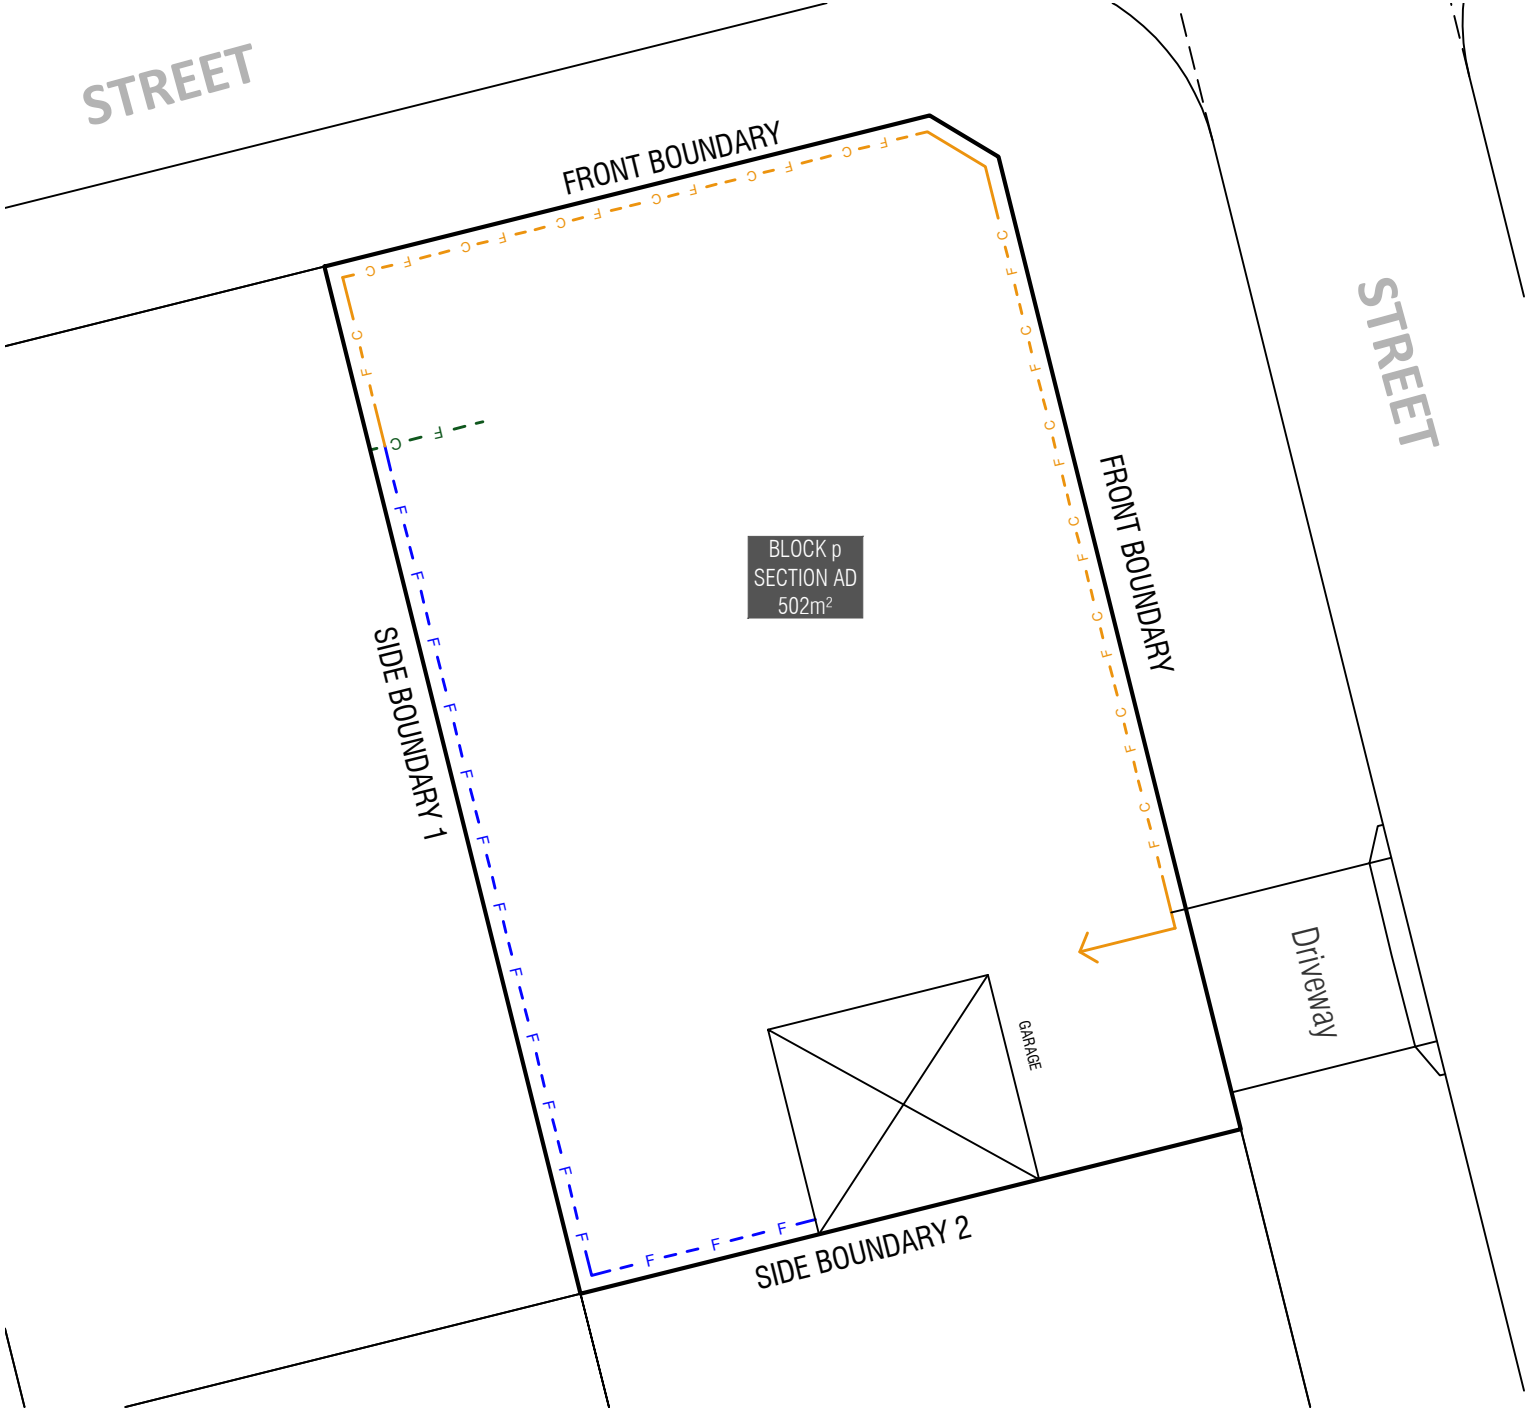 STREET
FRONT BOUNDARY
C F C F C F C F C F C F
C F
C F
C F C F C F C F C F C F C F
STREET
FRONT BOUNDARY
BLOCK p
SECTION AD
502m²
SIDE BOUNDARY 1
F F F F F F F F F F F F
Driveway
GARAGE
F F F
SIDE BOUNDARY 2